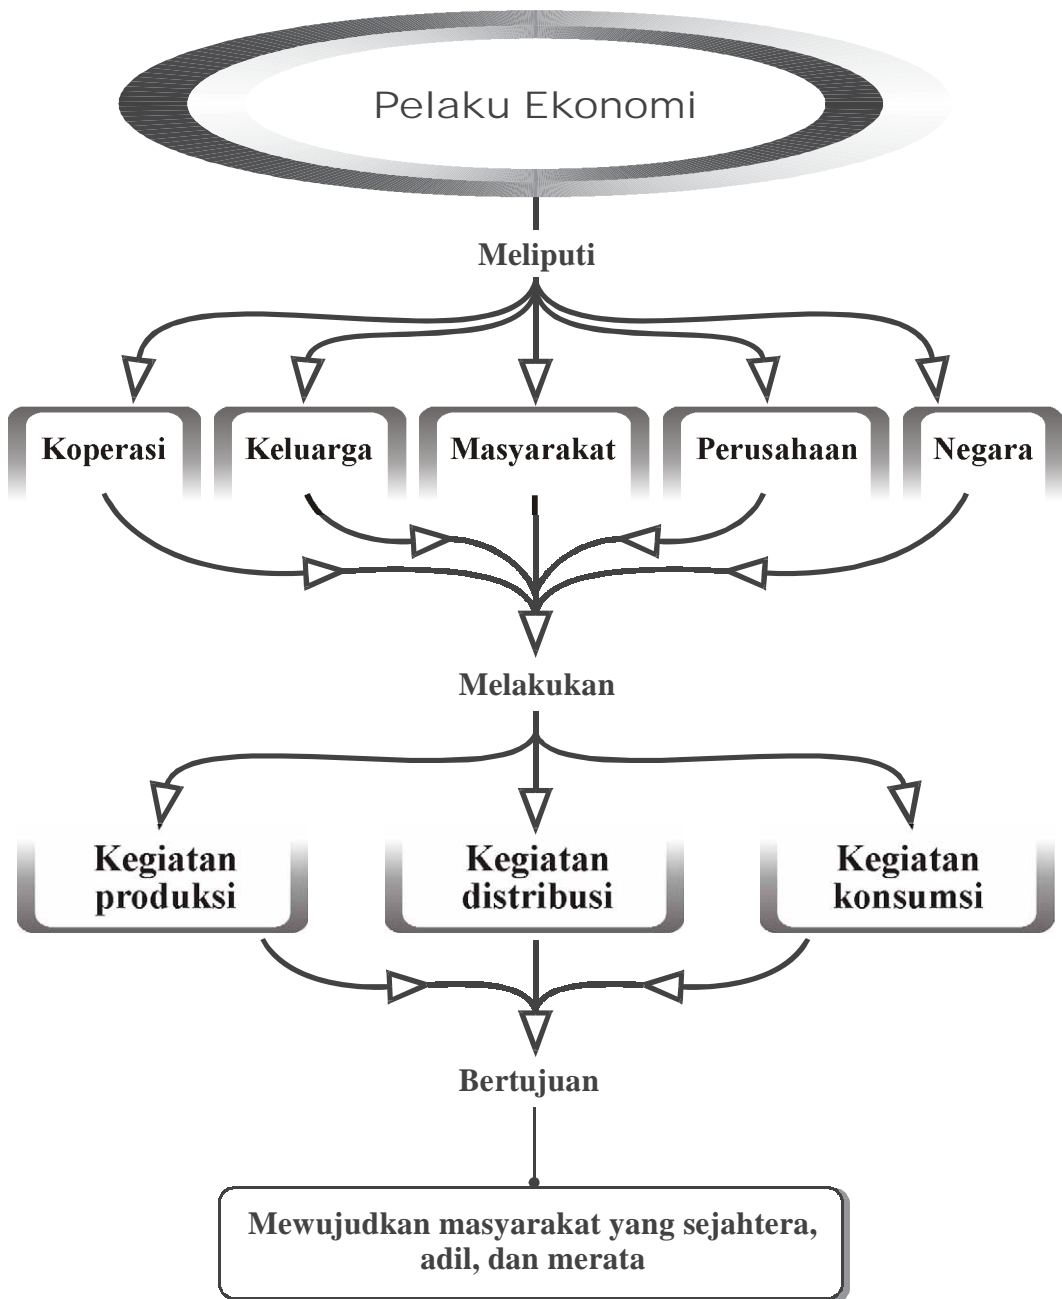 Pelaku Ekonomi
Meliputi
Koperasi
Keluarga
Masyarakat
Perusahaan
Negara
Melakukan
Kegiatan
produksi
Kegiatan
distribusi
Kegiatan
konsumsi
Bertujuan
Mewujudkan masyarakat yang sejahtera,
adil, dan merata